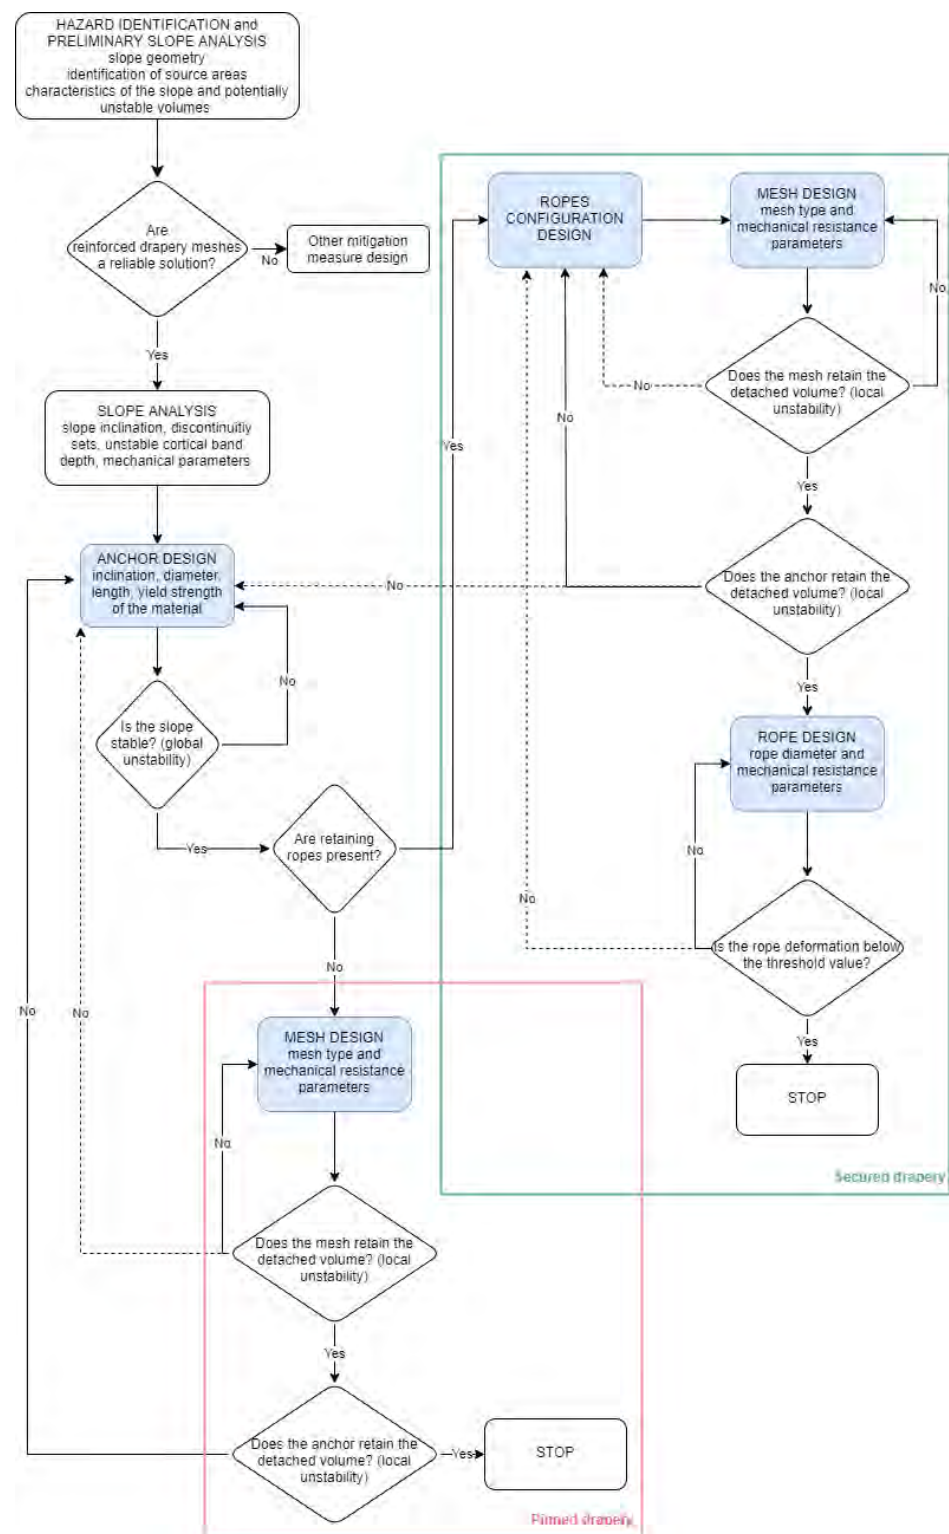 HAZARD IDENTIFICATION and
PRELIMINARY SLOPE ANALYSIS
slope geometry
identification of source areas
characteristics of the slope and potentially
unstable volumes
Are
reinforced drapery meshes
a reliable solution?
No
Other mitigation
measure design
Yes
SLOPE ANALYSIS
slope inclination, discontinuitiy
sets, unstable cortical band
depth, mechanical parameters
ANCHOR DESIGN
inclination, diameter,
length, yield strength
of the material
No
Is the slope
stable? (global
unstability)
No
Yes
Are retaining
ropes present?
Yes
No
ROPES
CONFIGURATION
DESIGN
MESH DESIGN
mesh type and
mechanical resistance
parameters
No
Does the mesh retain the
detached volume? (local
unstability)
No
Yes
No
Does the anchor retain the
detached volume? (local
unstability)
Yes
ROPE DESIGN
rope diameter and
mechanical resistance
parameters
No
No
Is the rope deformation below
the threshold value?
Yes
STOP
Secured drapery
MESH DESIGN
mesh type and
mechanical resistance
parameters
No
No
No
Does the mesh retain the
detached volume? (local
unstability)
Yes
Does the anchor retain the
detached volume? (local
unstability)
Yes
STOP
Pinned drapery